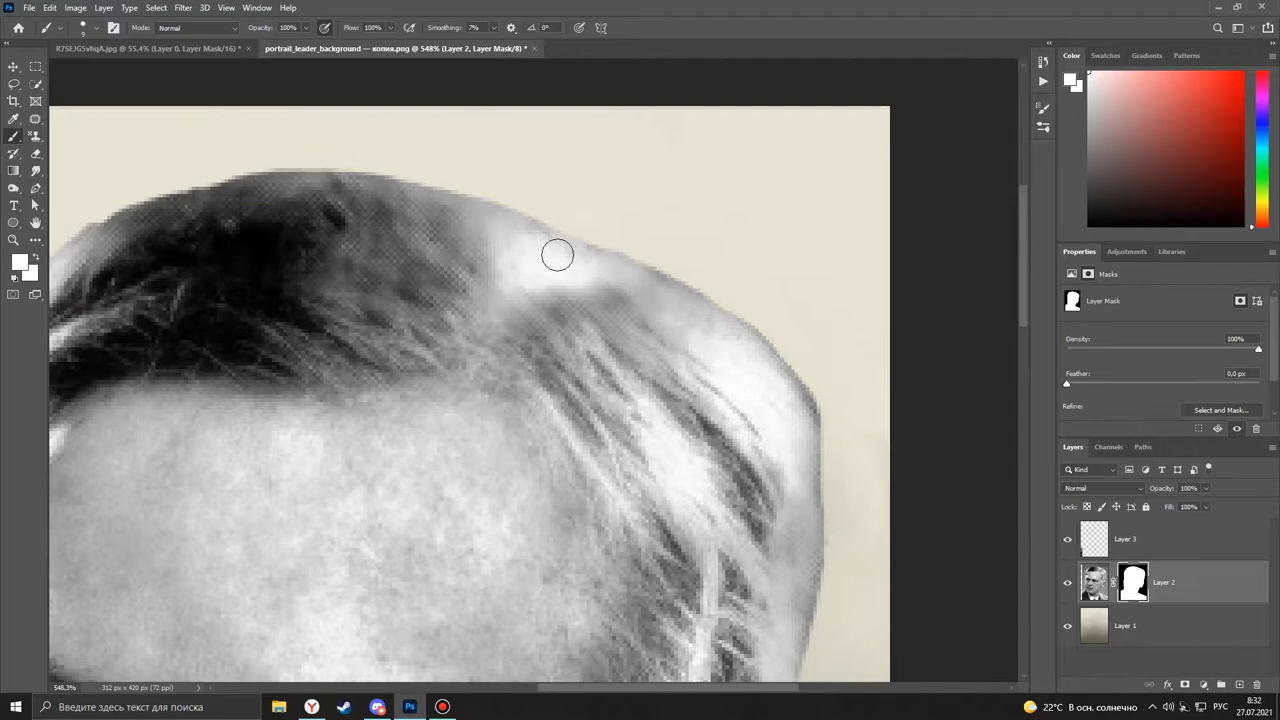 Ps File Edit Image Layer Type Select Filter 3D View Window Help
9 Mode: Normal Opacity: 100% Flow: 100% Smoothing: 7% 0°
R7SEJG5vfiqA.jpg @ 55,4% (Layer 0, Layer Mask/16) * × portrait_leader_background — копия.png @ 548% (Layer 2, Layer Mask/8) * ×
Color Swatches Gradients Patterns
Properties Adjustments Libraries
Masks
Layer Mask
Density: 100%
Feather: 0,0 px
Refine: Select and Mask...
Layers Channels Paths
Kind
Normal Opacity: 100%
Lock: Fill: 100%
Layer 3
Layer 2
Layer 1
fx
548,3% 312 px x 420 px (72 ppi)
Введите здесь текст для поиска Ps 22°C В осн. солнечно РУС 8:32
27.07.2021